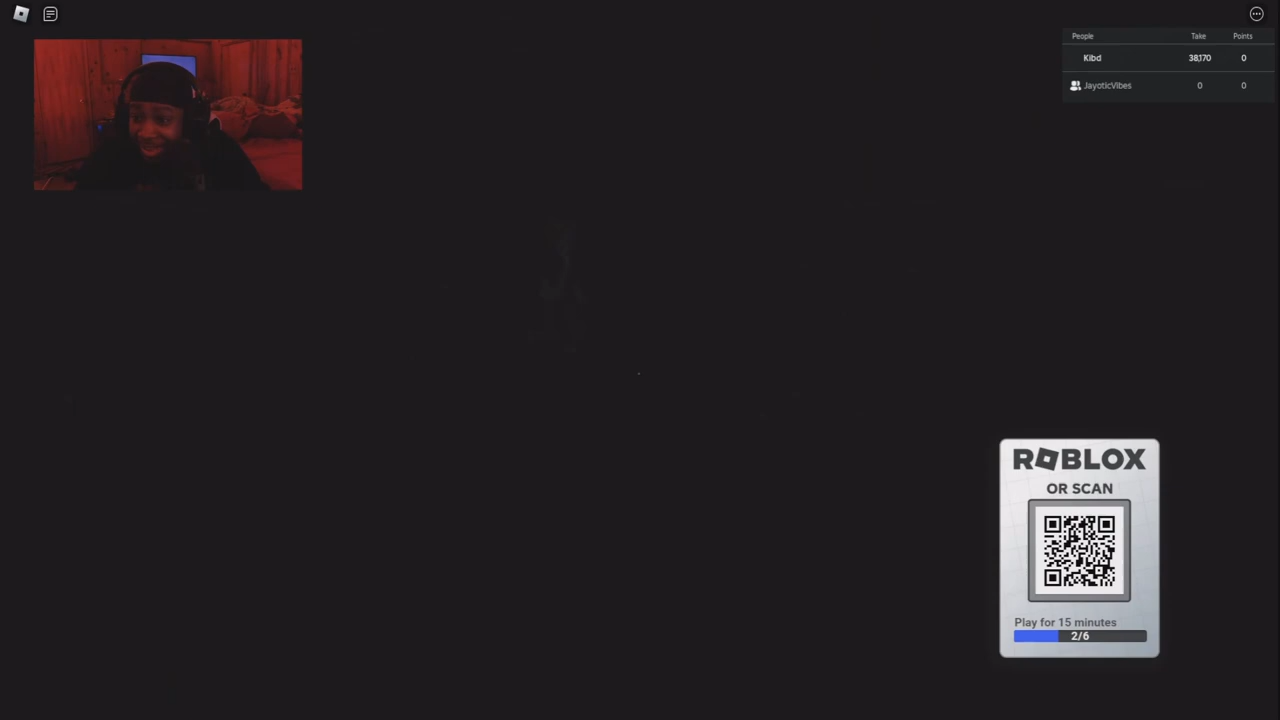 People Take Points
Kibd 38,170 0
JayoticVibes 0 0
ROBLOX
OR SCAN
Play for 15 minutes
2/6